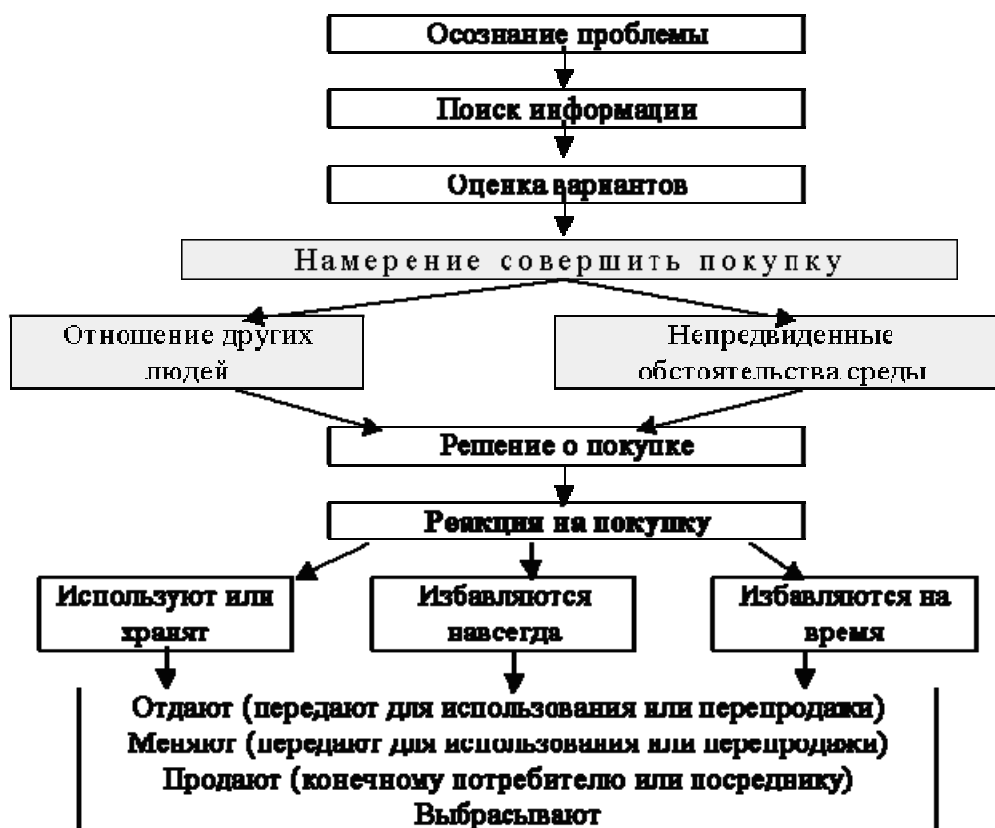 Осознание проблемы
Поиск информации
Оценка вариантов
Намерение совершить покупку
Отношение других
людей
Непредвиденные
обстоятельства среды
Решение о покупке
Реакция на покупку
Используют или
хранят
Избавляются
навсегда
Избавляются на
время
Отдают (передают для использования или перепродажи)
Меняют (передают для использования или перепродажи)
Продают (конечному потребителю или посреднику)
Выбрасывают